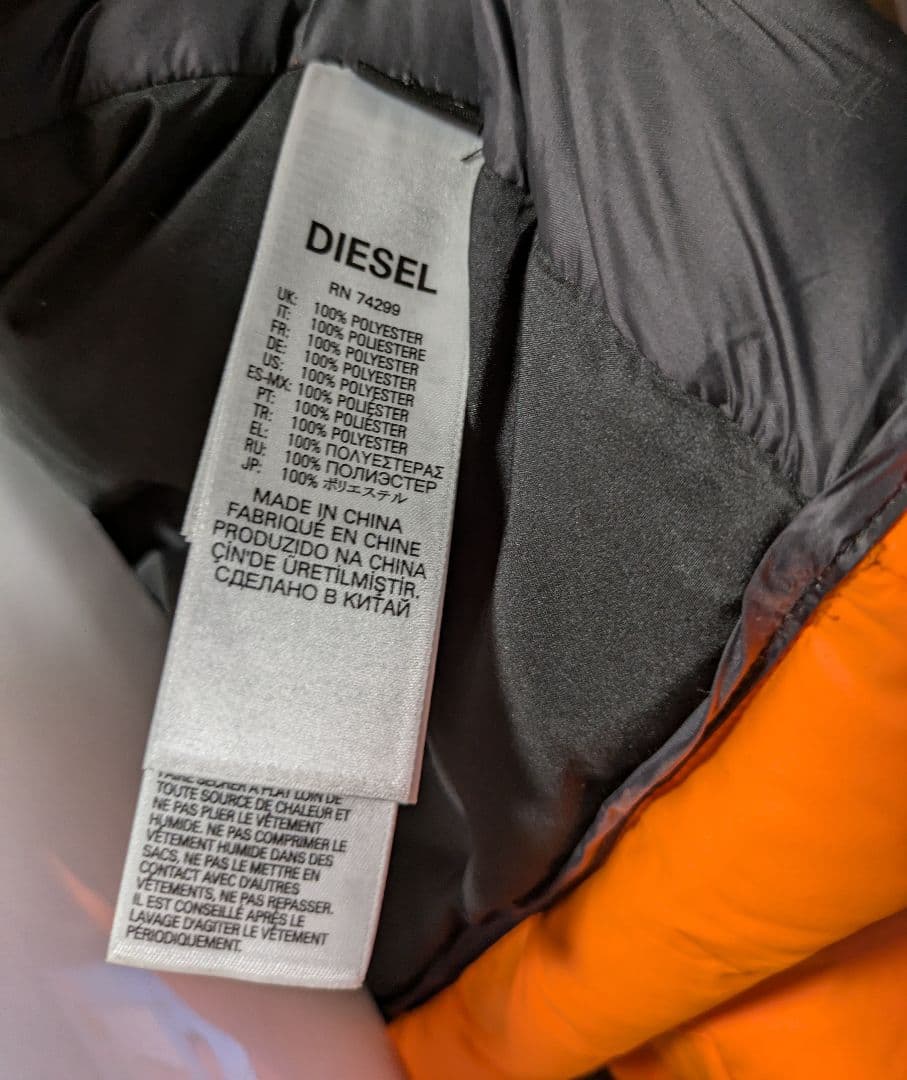 DIESEL
RN 74299
UK: 100% POLYESTER
IT: 100% POLIESTERE
FR: 100% POLYESTER
DE: 100% POLYESTER
US: 100% POLYESTER
ES-MX: 100% POLIÉSTER
PT: 100% POLIÉSTER
TR: 100% POLYESTER
EL: 100% ΠΟΛΥΕΣΤΕΡΑΣ
RU: 100% ПОЛИЭСТЕР
JP: 100% ポリエステル
MADE IN CHINA
FABRIQUÉ EN CHINE
PRODUZIDO NA CHINA
ÇİN'DE ÜRETİLMİŞTİR.
СДЕЛАНО В КИТАЙ
FAIRE SÉCHER A PLAT LOIN DE
TOUTE SOURCE DE CHALEUR ET
NE PAS PLIER LE VÊTEMENT
HUMIDE. NE PAS COMPRIMER LE
VÊTEMENT HUMIDE DANS DES
SACS, NE PAS LE METTRE EN
CONTACT AVEC D'AUTRES
VÊTEMENTS, NE PAS REPASSER.
IL EST CONSEILLÉ APRÈS LE
LAVAGE D'AGITER LE VÊTEMENT
PÉRIODIQUEMENT.